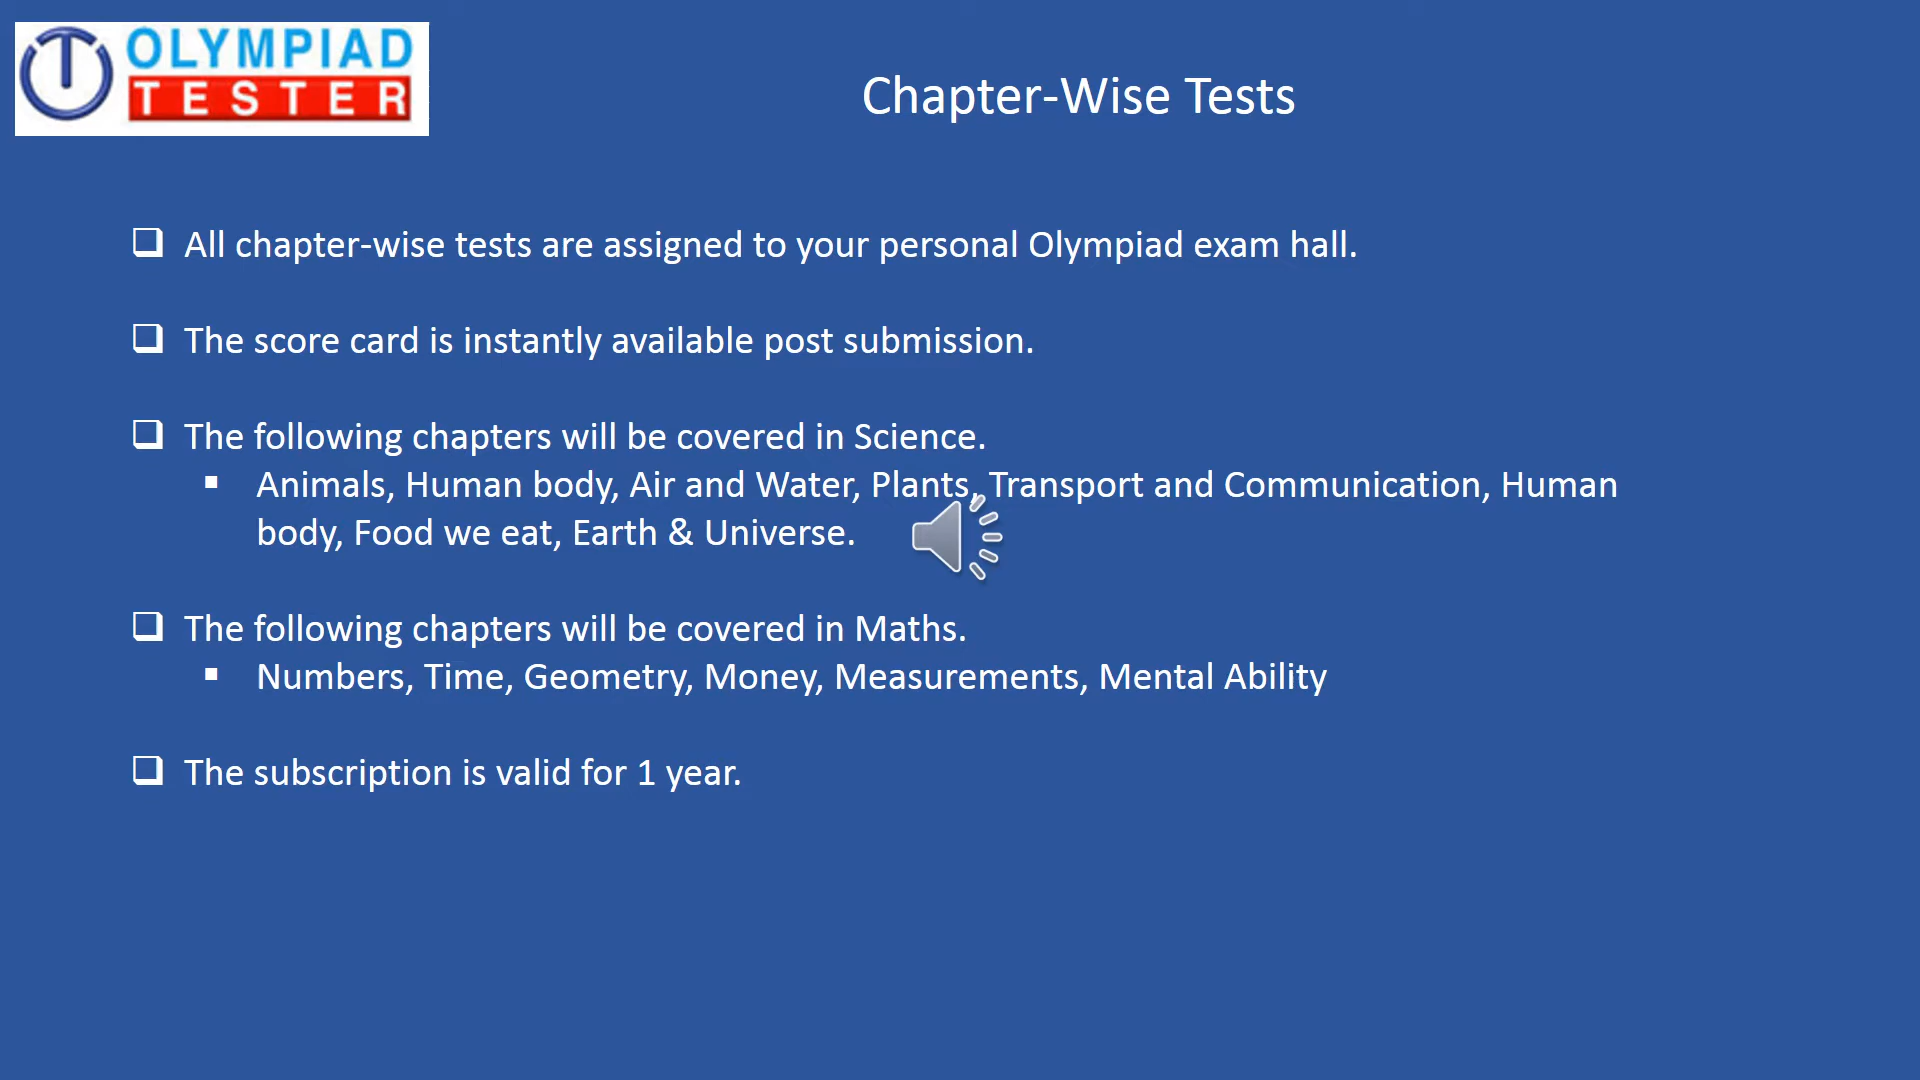 OLYMPIAD
TESTER
Chapter-Wise Tests
All chapter-wise tests are assigned to your personal Olympiad exam hall.
The score card is instantly available post submission.
The following chapters will be covered in Science.
Animals, Human body, Air and Water, Plants, Transport and Communication, Human
body, Food we eat, Earth & Universe.
The following chapters will be covered in Maths.
Numbers, Time, Geometry, Money, Measurements, Mental Ability
The subscription is valid for 1 year.